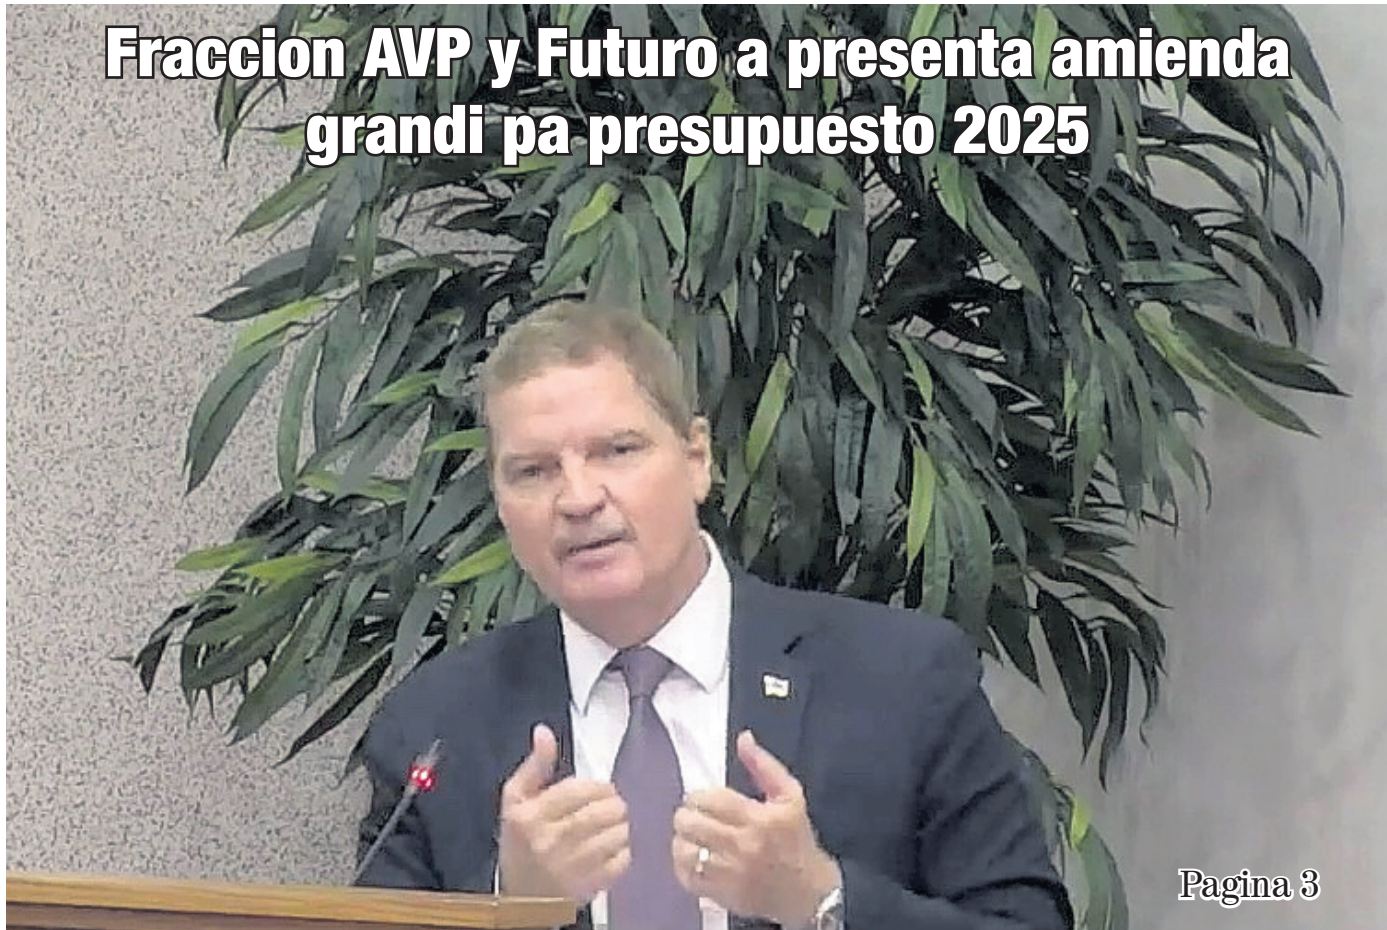 Fraccion AVP y Futuro a presenta amienda
grandi pa presupuesto 2025
Pagina 3